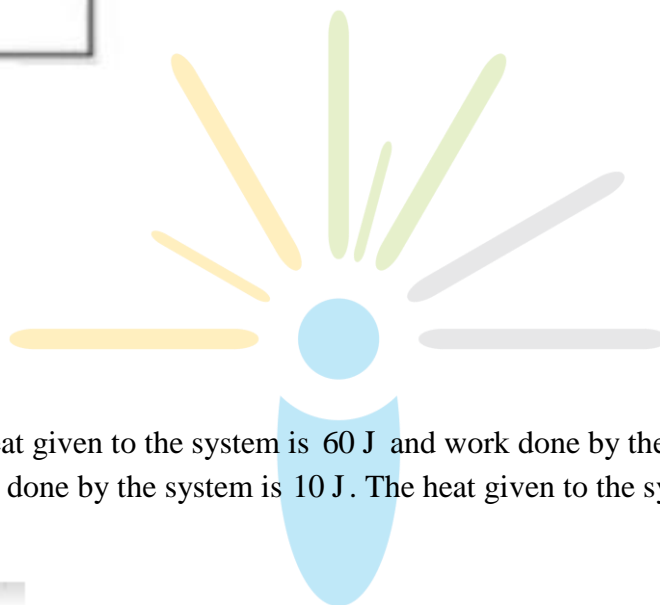 at given to the system is 60 J and work done by the
done by the system is 10 J. The heat given to the sy